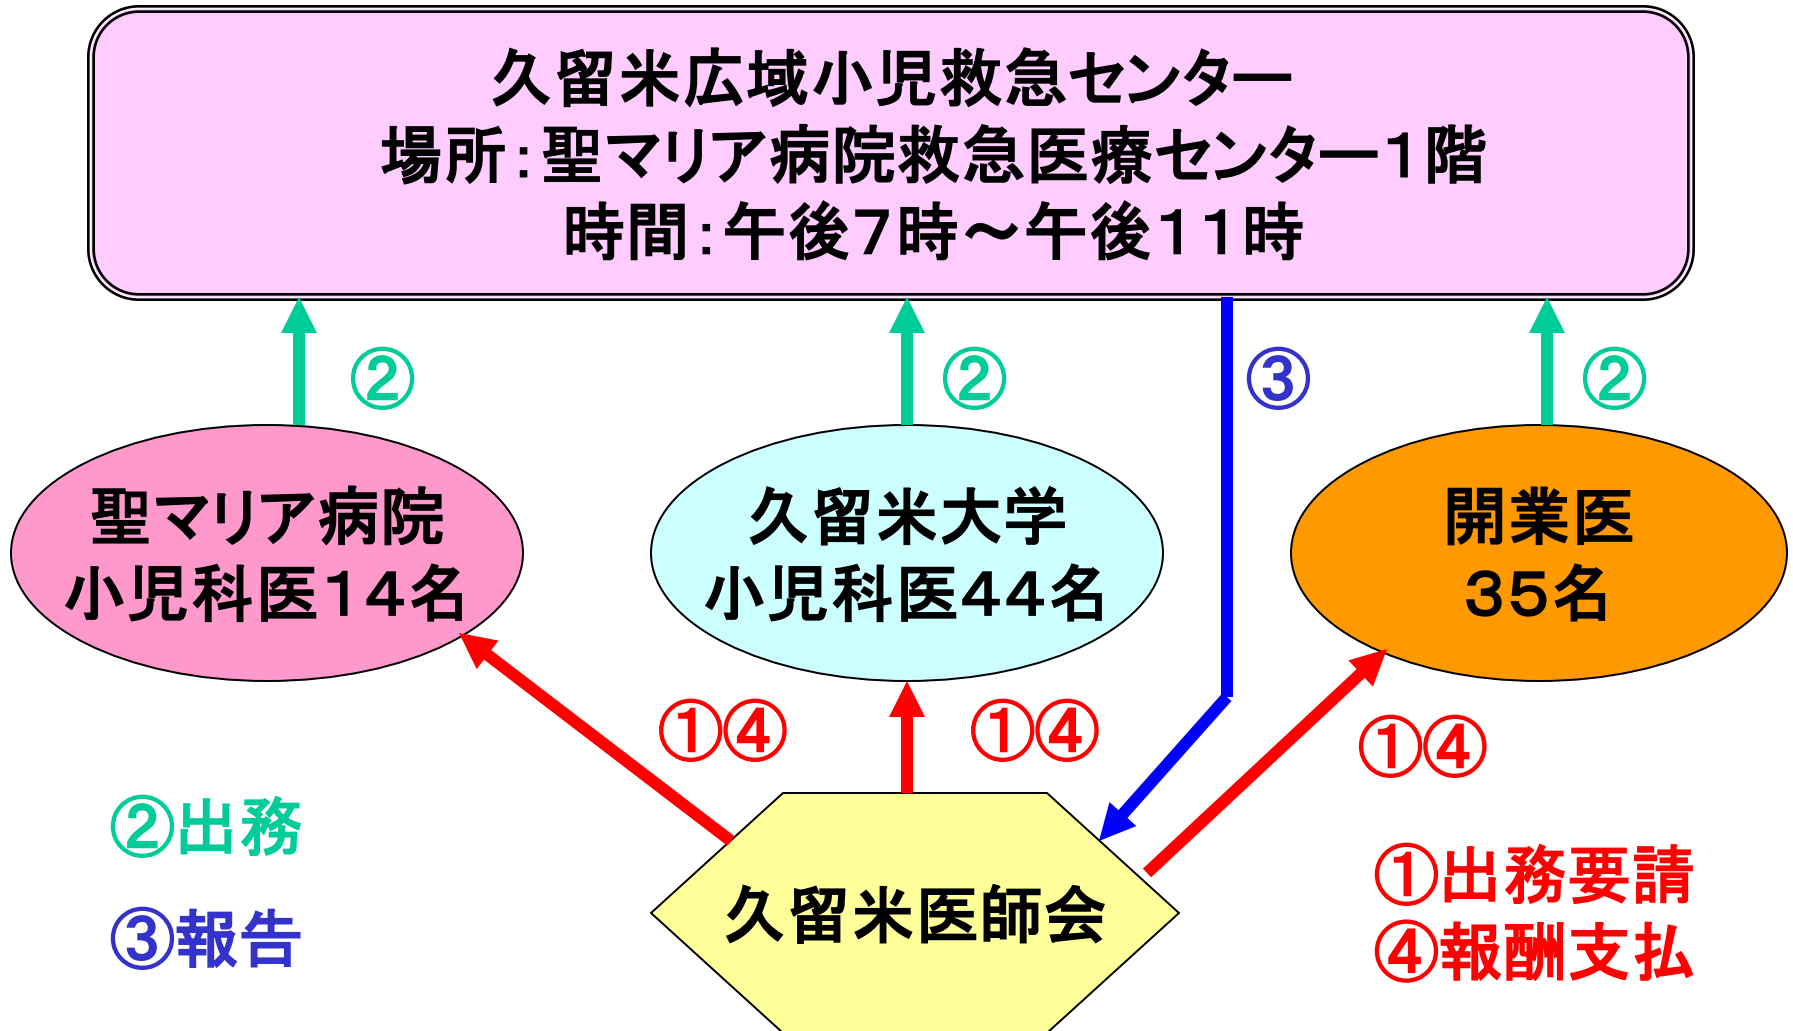 久留米広域小児救急センター
場所：聖マリア病院救急医療センター１階
時間：午後７時～午後１１時
②
②
③
②
聖マリア病院
小児科医１４名
久留米大学
小児科医４４名
開業医
３５名
①④
①④
①④
②出務
③報告
久留米医師会
①出務要請
④報酬支払